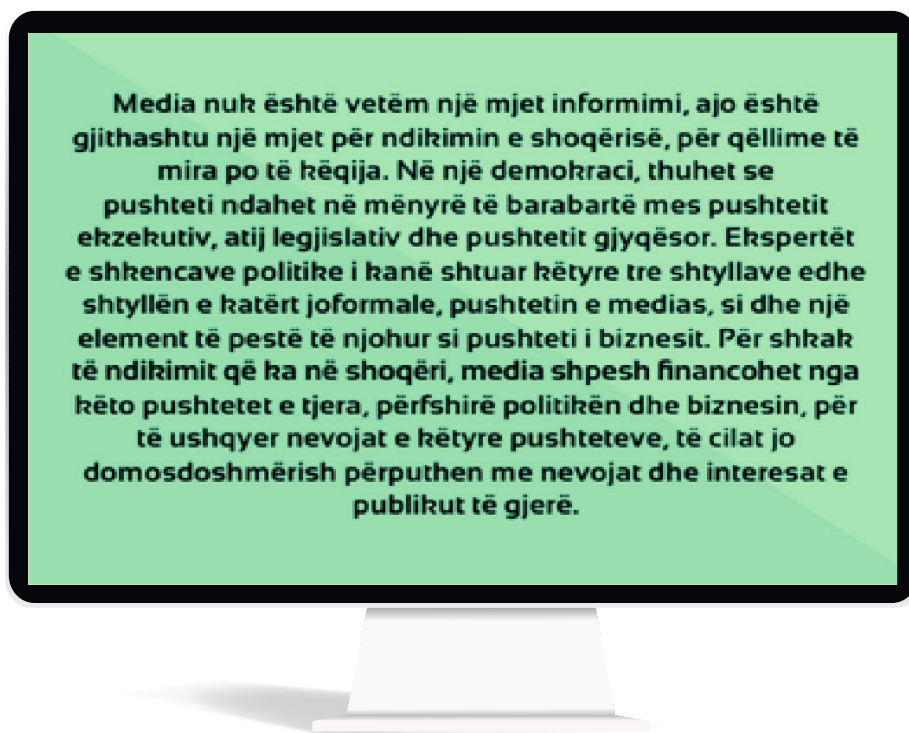 Media nuk është vetëm një mjet informimi, ajo është
gjithashtu një mjet për ndikimin e shoqërisë, për qëllime të
mira po të këqija. Në një demokraci, thuhet se
pushteti ndahet në mënyrë të barabartë mes pushtetit
ekzekutiv, atij legjislativ dhe pushtetit gjyqësor. Ekspertët
e shkencave politike i kanë shtuar këtyre tre shtyllave edhe
shtyllën e katërt joformale, pushtetin e medias, si dhe një
element të pestë të njohur si pushteti i biznesit. Për shkak
të ndikimit që ka në shoqëri, media shpesh financohet nga
këto pushtetet e tjera, përfshirë politikën dhe biznesin, për
të ushqyer nevojat e këtyre pushteteve, të cilat jo
domosdoshmërish përputhen me nevojat dhe interesat e
publikut të gjerë.